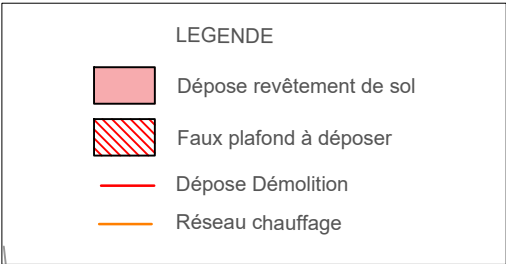 LEGENDE
Dépose revêtement de sol
Faux plafond à déposer
Dépose Démolition
Réseau chauffage